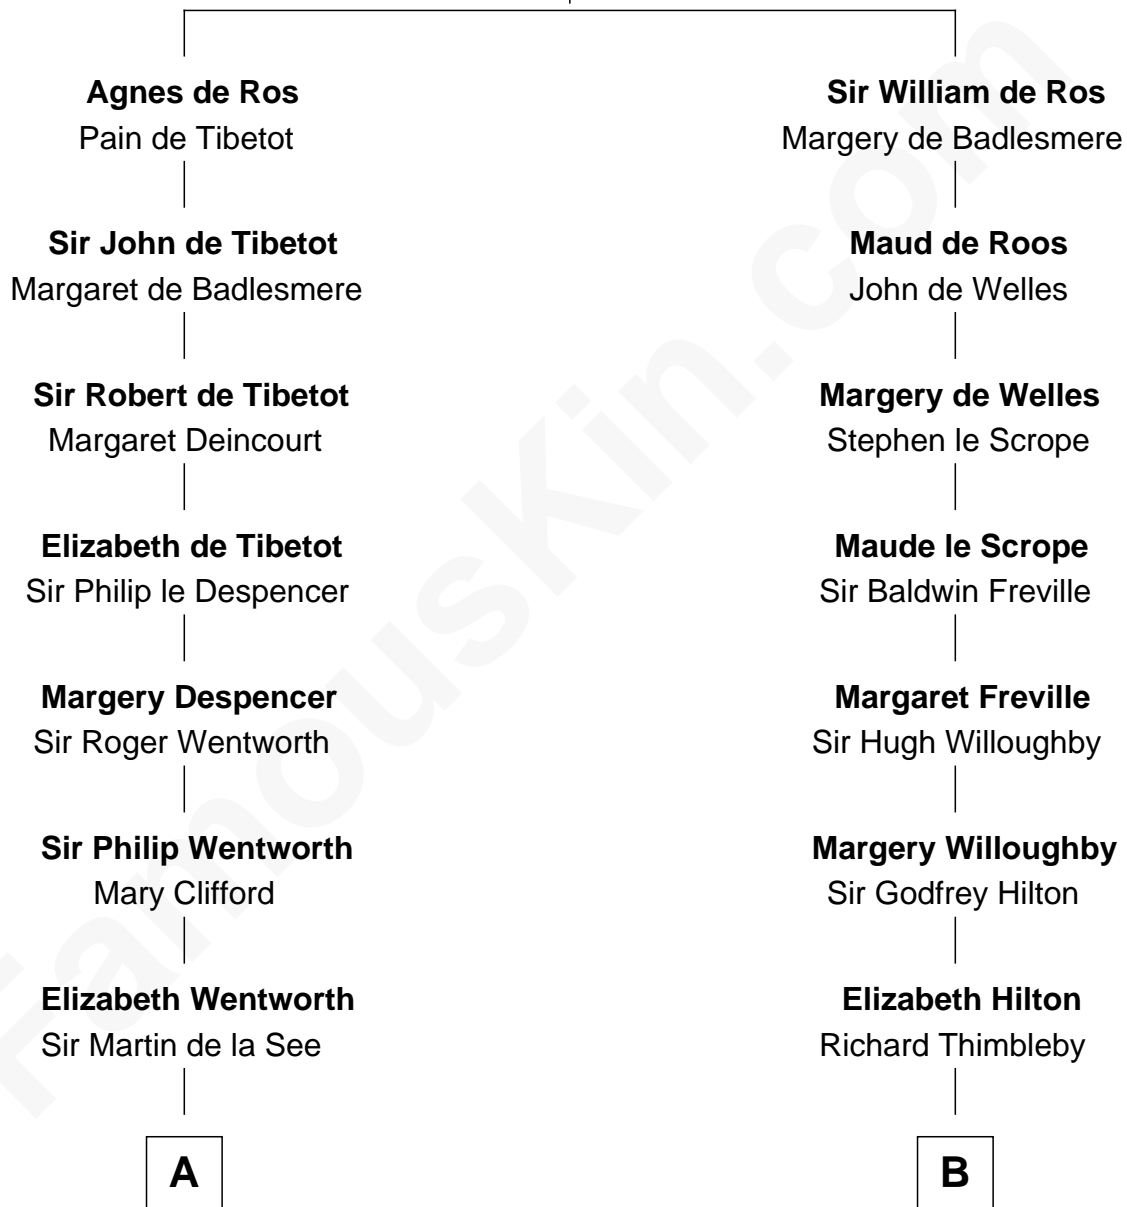 Agnes de Ros
Pain de Tibetot
Sir John de Tibetot
Margaret de Badlesmere
Sir Robert de Tibetot
Margaret Deincourt
Elizabeth de Tibetot
Sir Philip le Despencer
Margery Despencer
Sir Roger Wentworth
Sir Philip Wentworth
Mary Clifford
Elizabeth Wentworth
Sir Martin de la See
A
Sir William de Ros
Margery de Badlesmere
Maud de Roos
John de Welles
Margery de Welles
Stephen le Scrope
Maude le Scrope
Sir Baldwin Freville
Margaret Freville
Sir Hugh Willoughby
Margery Willoughby
Sir Godfrey Hilton
Elizabeth Hilton
Richard Thimbleby
B
FamousKin.com